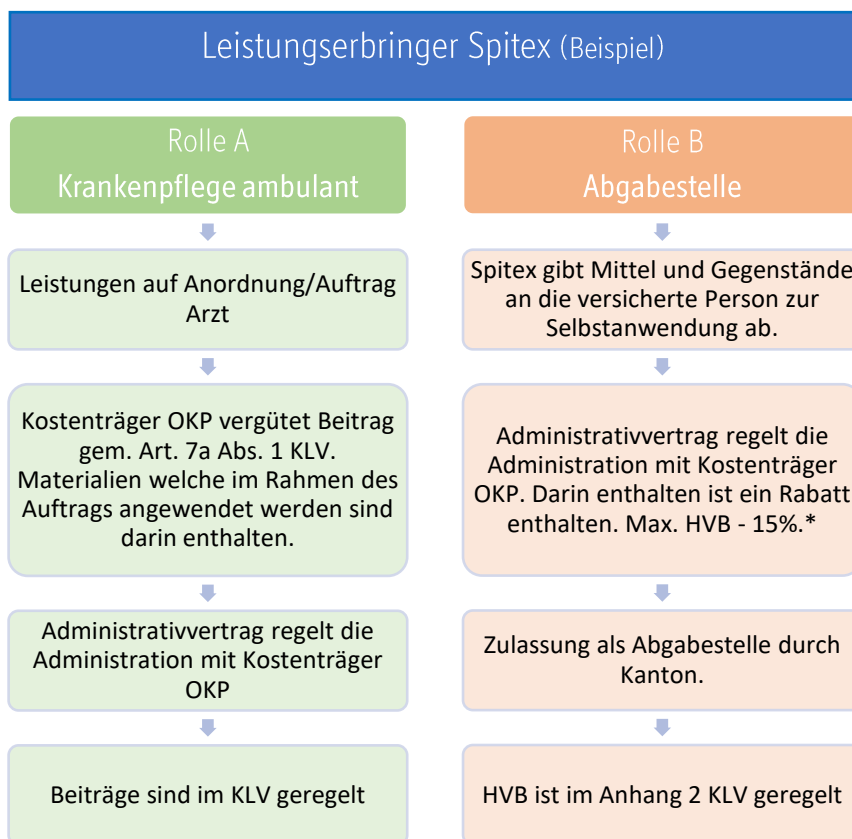 Leistungserbringer Spitex (Beispiel)
Rolle A
Krankenpflege ambulant
Leistungen auf Anordnung/Auftrag
Arzt
Kostenträger OKP vergütet Beitrag
gem. Art. 7a Abs. 1 KLV.
Materialien welche im Rahmen des
Auftrags angewendet werden sind
darin enthalten.
Administrativvertrag regelt die
Administration mit Kostenträger
OKP
Beiträge sind im KLV geregelt
Rolle B
Abgabestelle
Spitex gibt Mittel und Gegenstände
an die versicherte Person zur
Selbstanwendung ab.
Administrativvertrag regelt die
Administration mit Kostenträger
OKP. Darin enthalten ist ein Rabatt
enthalten. Max. HVB - 15%.*
Zulassung als Abgabestelle durch
Kanton.
HVB ist im Anhang 2 KLV geregelt